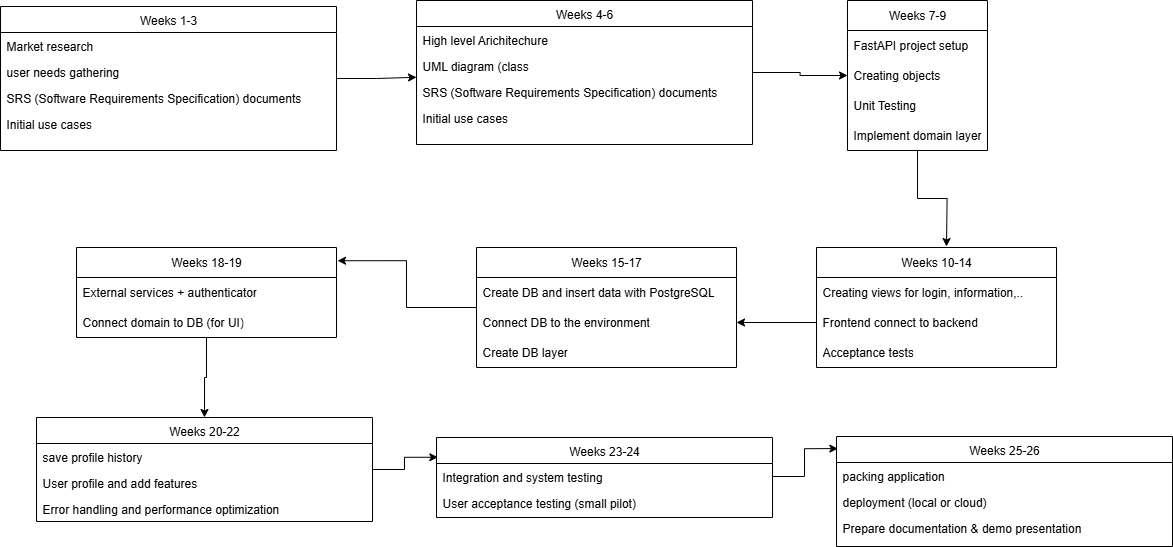 Weeks 1-3
Market research
user needs gathering
SRS (Software Requirements Specification) documents
Initial use cases
Weeks 4-6
High level Arichitechure
UML diagram (class
SRS (Software Requirements Specification) documents
Initial use cases
Weeks 7-9
FastAPI project setup
Creating objects
Unit Testing
Implement domain layer
Weeks 10-14
Creating views for login, information,..
Frontend connect to backend
Acceptance tests
Weeks 15-17
Create DB and insert data with PostgreSQL
Connect DB to the environment
Create DB layer
Weeks 18-19
External services + authenticator
Connect domain to DB (for UI)
Weeks 20-22
save profile history
User profile and add features
Error handling and performance optimization
Weeks 23-24
Integration and system testing
User acceptance testing (small pilot)
Weeks 25-26
packing application
deployment (local or cloud)
Prepare documentation & demo presentation